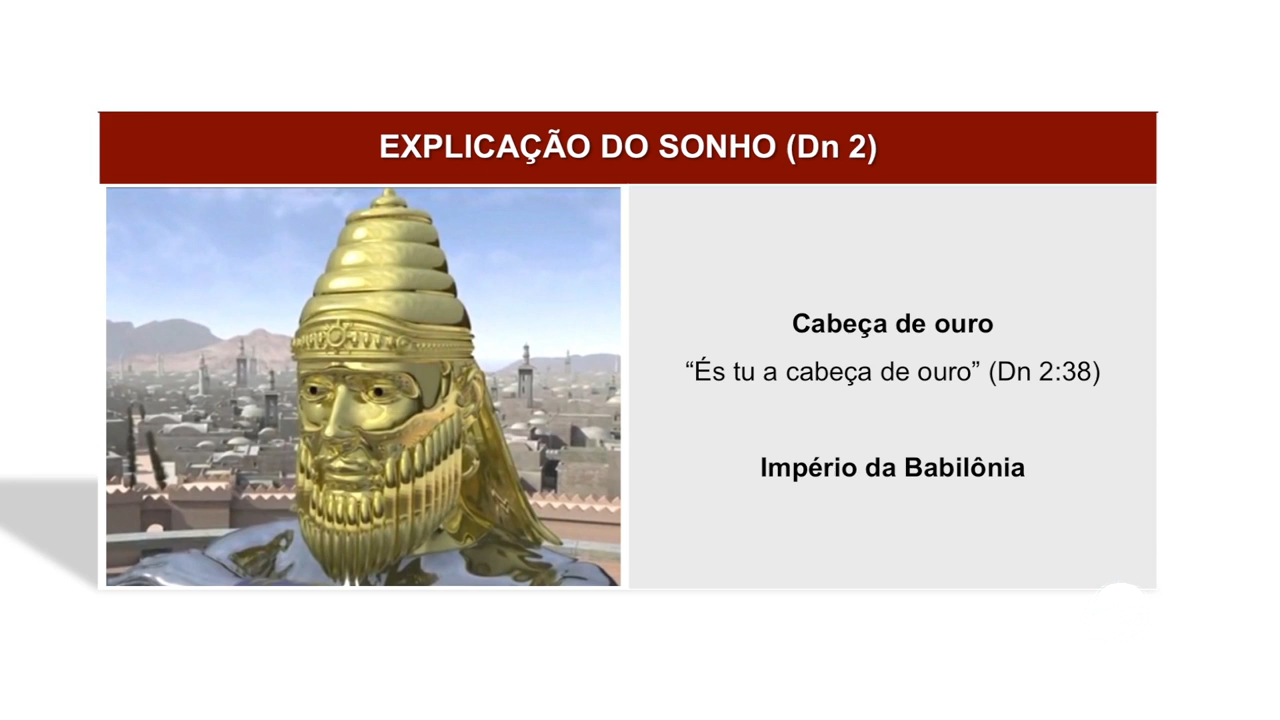 EXPLICAÇÃO DO SONHO (Dn 2)
Cabeça de ouro
“És tu a cabeça de ouro” (Dn 2:38)
Império da Babilônia